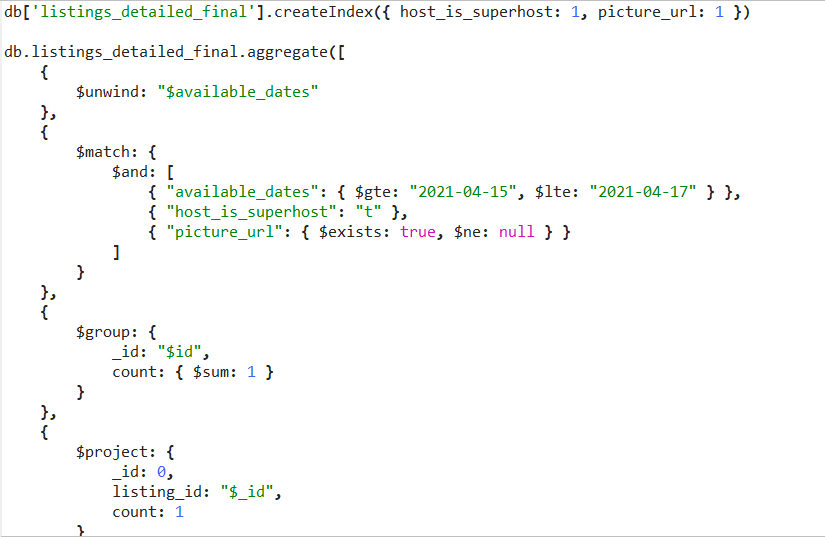 db['listings_detailed_final'].createIndex({ host_is_superhost: 1, picture_url: 1 })
db.listings_detailed_final.aggregate([
    {
        $unwind: "$available_dates"
    },
    {
        $match: {
            $and: [
                { "available_dates": { $gte: "2021-04-15", $lte: "2021-04-17" } },
                { "host_is_superhost": "t" },
                { "picture_url": { $exists: true, $ne: null } }
            ]
        }
    },
    {
        $group: {
            _id: "$id",
            count: { $sum: 1 }
        }
    },
    {
        $project: {
            _id: 0,
            listing_id: "$_id",
            count: 1
        }